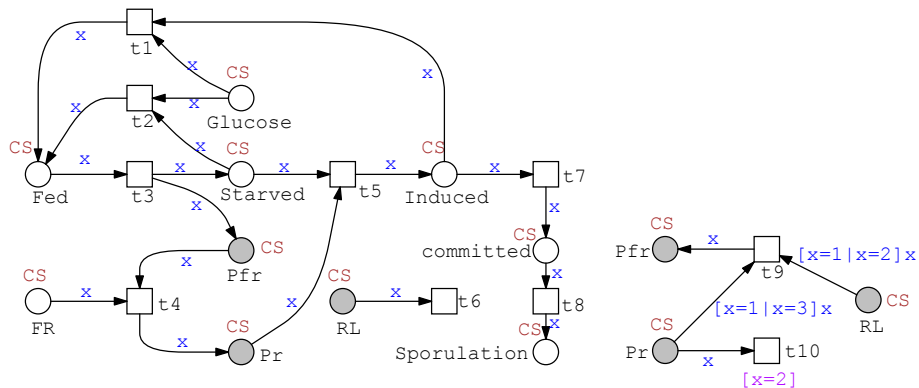 x
t1
x
CS
x
t2
x
x
Glucose
CS
x
CS
CS
x
t3
x
x
Fed
Starved
x
t5
x
Induced
x
t7
x
x
CS
Pfr
x
CS
committed
x
t8
x
CS
Sporulation
CS
FR
x
t4
x
CS
Pr
x
CS
RL
x
t6
CS
Pfr
x
t9
[x=1|x=2]x
CS
RL
[x=1|x=3]x
CS
Pr
x
t10
[x=2]